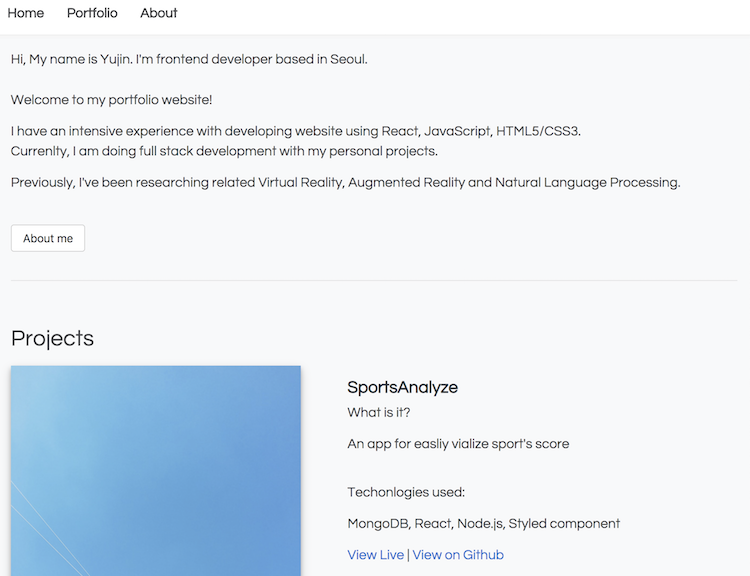 Home Portfolio About
Hi, My name is Yujin. I'm frontend developer based in Seoul.
Welcome to my portfolio website!
I have an intensive experience with developing website using React, JavaScript, HTML5/CSS3.
Currenlty, I am doing full stack development with my personal projects.
Previously, I've been researching related Virtual Reality, Augmented Reality and Natural Language Processing.
About me
Projects
SportsAnalyze
What is it?
An app for easliy vialize sport's score
Techonlogies used:
MongoDB, React, Node.js, Styled component
View Live | View on Github